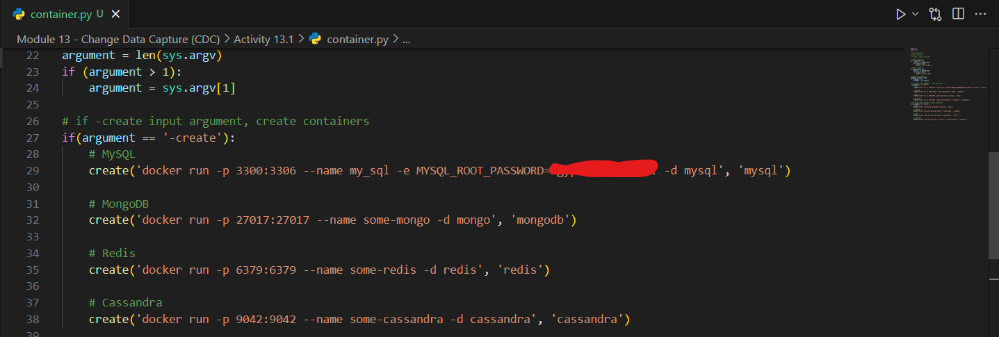 container.py U
Module 13 - Change Data Capture (CDC) > Activity 13.1 > container.py > ...
22 argument = len(sys.argv)
23 if (argument > 1):
24     argument = sys.argv[1]
25
26 # if -create input argument, create containers
27 if(argument == '-create'):
28     # MySQL
29     create('docker run -p 3300:3306 --name my_sql -e MYSQL_ROOT_PASSWORD= -d mysql', 'mysql')
30
31     # MongoDB
32     create('docker run -p 27017:27017 --name some-mongo -d mongo', 'mongodb')
33
34     # Redis
35     create('docker run -p 6379:6379 --name some-redis -d redis', 'redis')
36
37     # Cassandra
38     create('docker run -p 9042:9042 --name some-cassandra -d cassandra', 'cassandra')
39